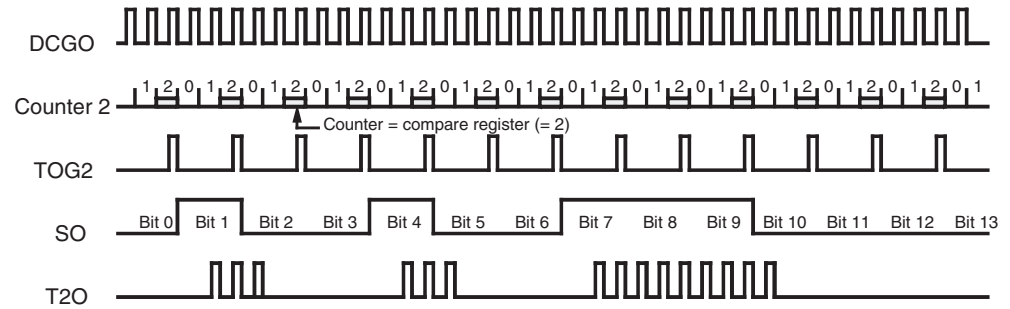 DCGO
Counter 2 1 2 0 1 2 0 1 2 0 1 2 0 1 2 0 1 2 0 1 2 0 1 2 0 1 2 0 1 2 0 1 2 0 1 2 0 1 2 0 1
Counter = compare register (= 2)
TOG2
SO Bit 0 Bit 1 Bit 2 Bit 3 Bit 4 Bit 5 Bit 6 Bit 7 Bit 8 Bit 9 Bit 10 Bit 11 Bit 12 Bit 13
T2O